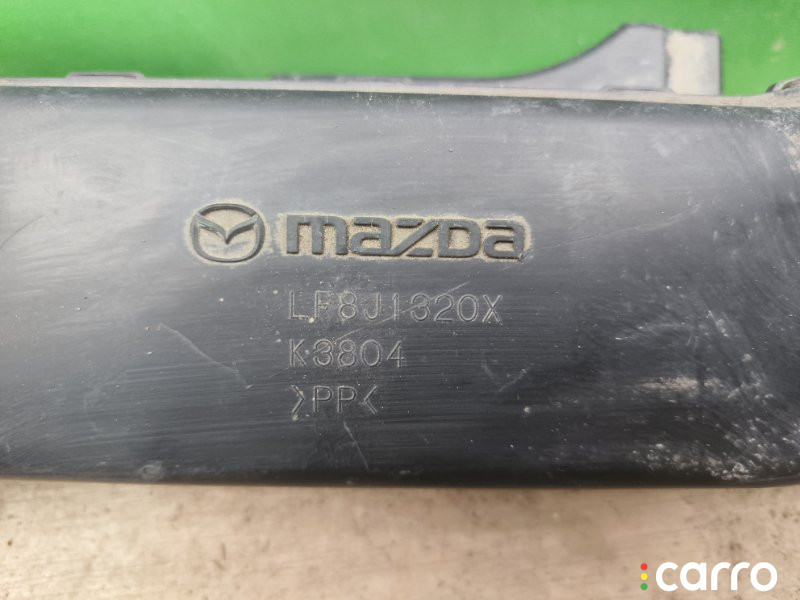 mazda
LF8J1320X
K3804
>PP<
carro